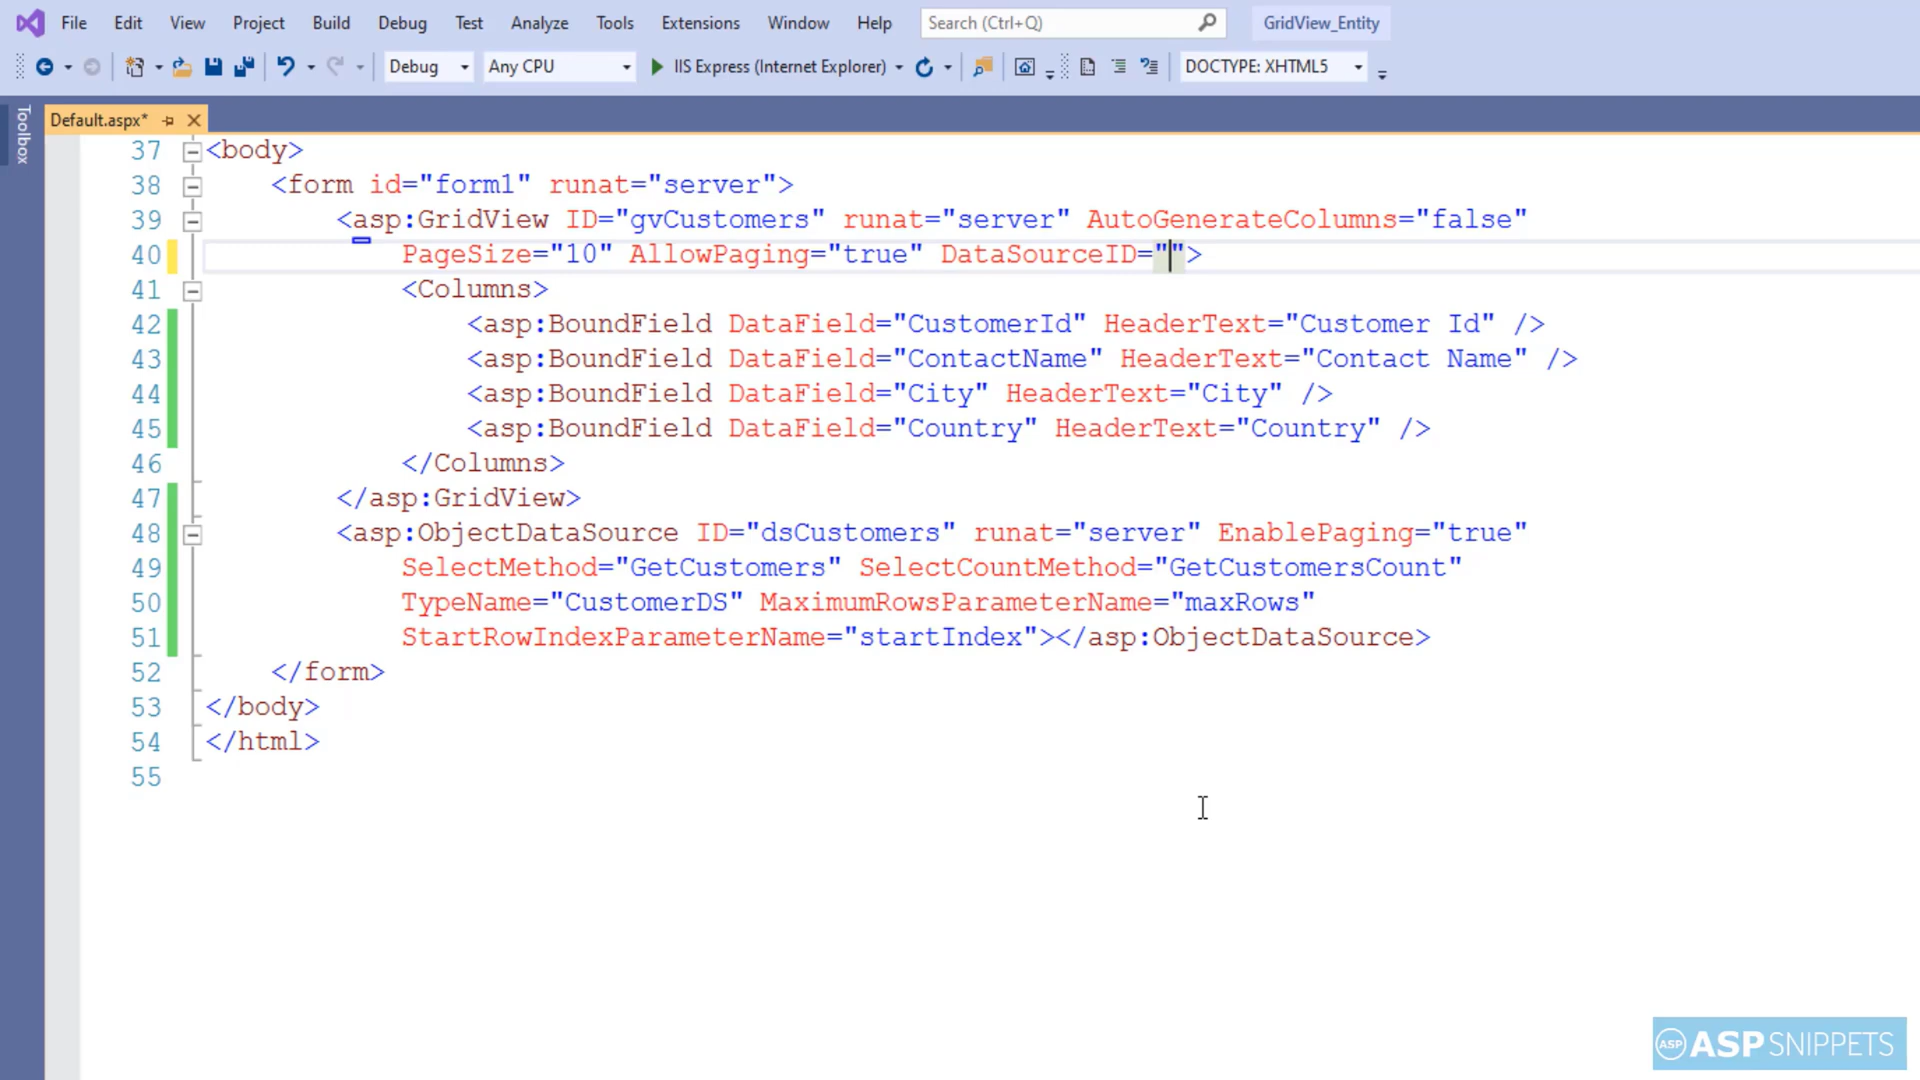 File Edit View Project Build Debug Test Analyze Tools Extensions Window Help Search (Ctrl+Q) GridView_Entity
Debug Any CPU IIS Express (Internet Explorer) DOCTYPE: XHTML5
Toolbox
Default.aspx*
37 <body>
38 <form id="form1" runat="server">
39 <asp:GridView ID="gvCustomers" runat="server" AutoGenerateColumns="false"
40 PageSize="10" AllowPaging="true" DataSourceID="">
41 <Columns>
42 <asp:BoundField DataField="CustomerId" HeaderText="Customer Id" />
43 <asp:BoundField DataField="ContactName" HeaderText="Contact Name" />
44 <asp:BoundField DataField="City" HeaderText="City" />
45 <asp:BoundField DataField="Country" HeaderText="Country" />
46 </Columns>
47 </asp:GridView>
48 <asp:ObjectDataSource ID="dsCustomers" runat="server" EnablePaging="true"
49 SelectMethod="GetCustomers" SelectCountMethod="GetCustomersCount"
50 TypeName="CustomerDS" MaximumRowsParameterName="maxRows"
51 StartRowIndexParameterName="startIndex"></asp:ObjectDataSource>
52 </form>
53 </body>
54 </html>
55
ASP ASPSNIPPETS